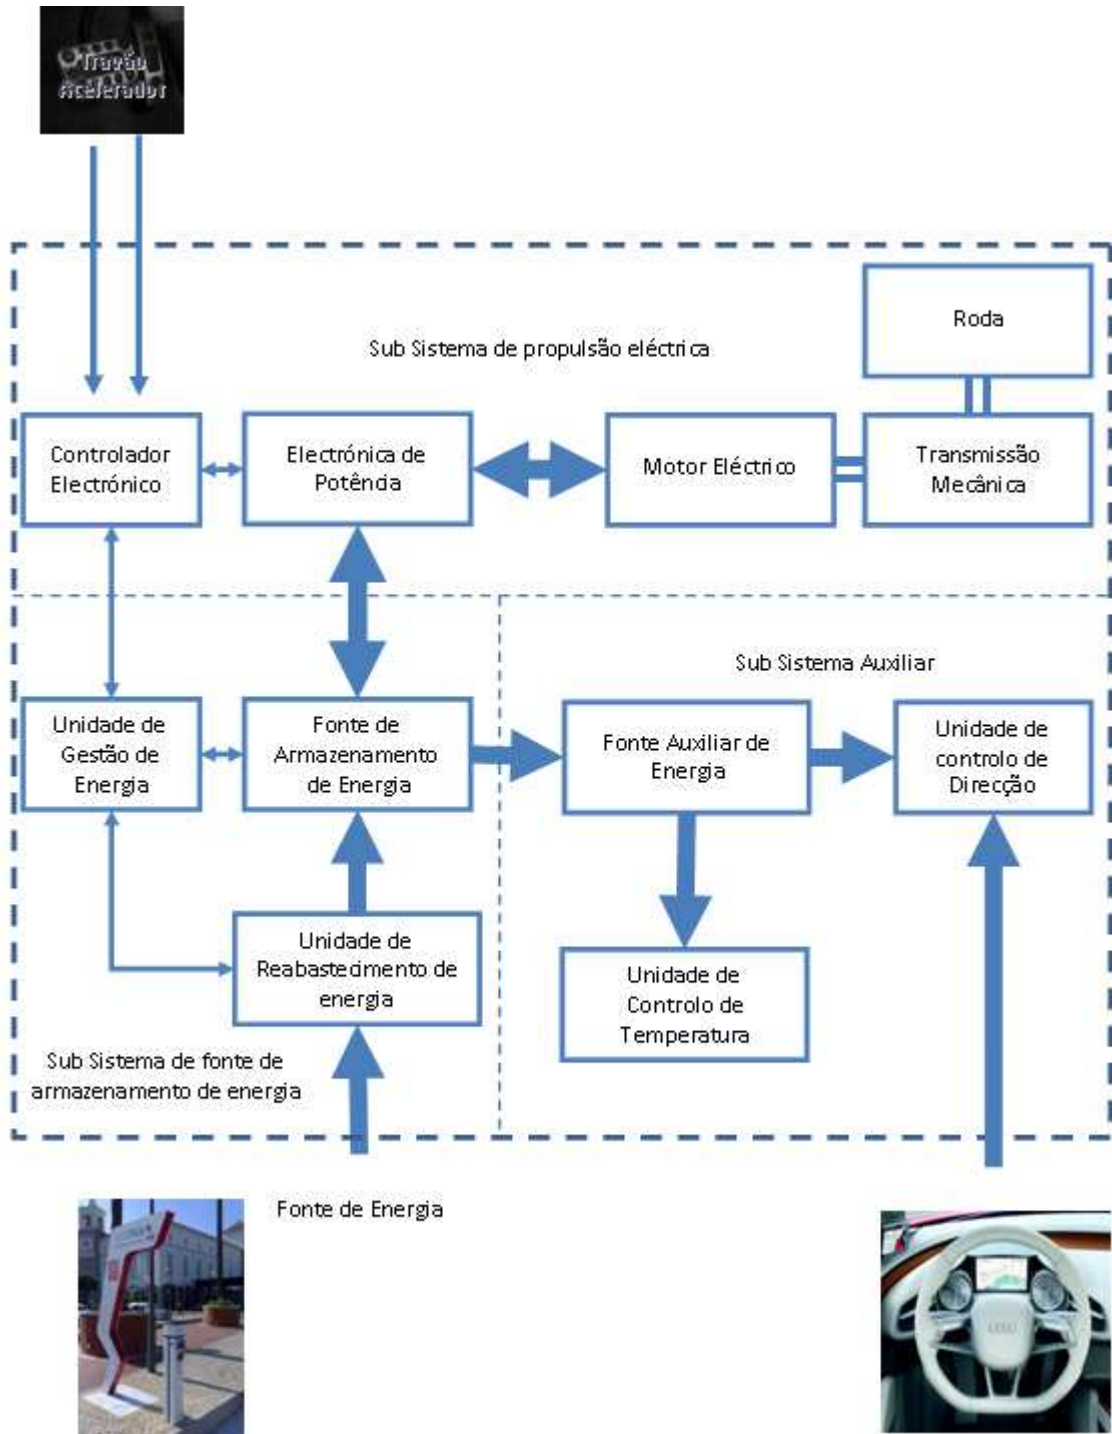 Travão
Acelerador
Sub Sistema de propulsão eléctrica
Roda
Controlador
Electrónico
Electrónica de
Potência
Motor Eléctrico
Transmissão
Mecânica
Sub Sistema Auxiliar
Unidade de
Gestão de
Energia
Fonte de
Armazenamento
de Energia
Fonte Auxiliar de
Energia
Unidade de
controlo de
Direcção
Unidade de
Reabastecimento de
energia
Unidade de
Controlo de
Temperatura
Sub Sistema de fonte de
armazenamento de energia
Fonte de Energia